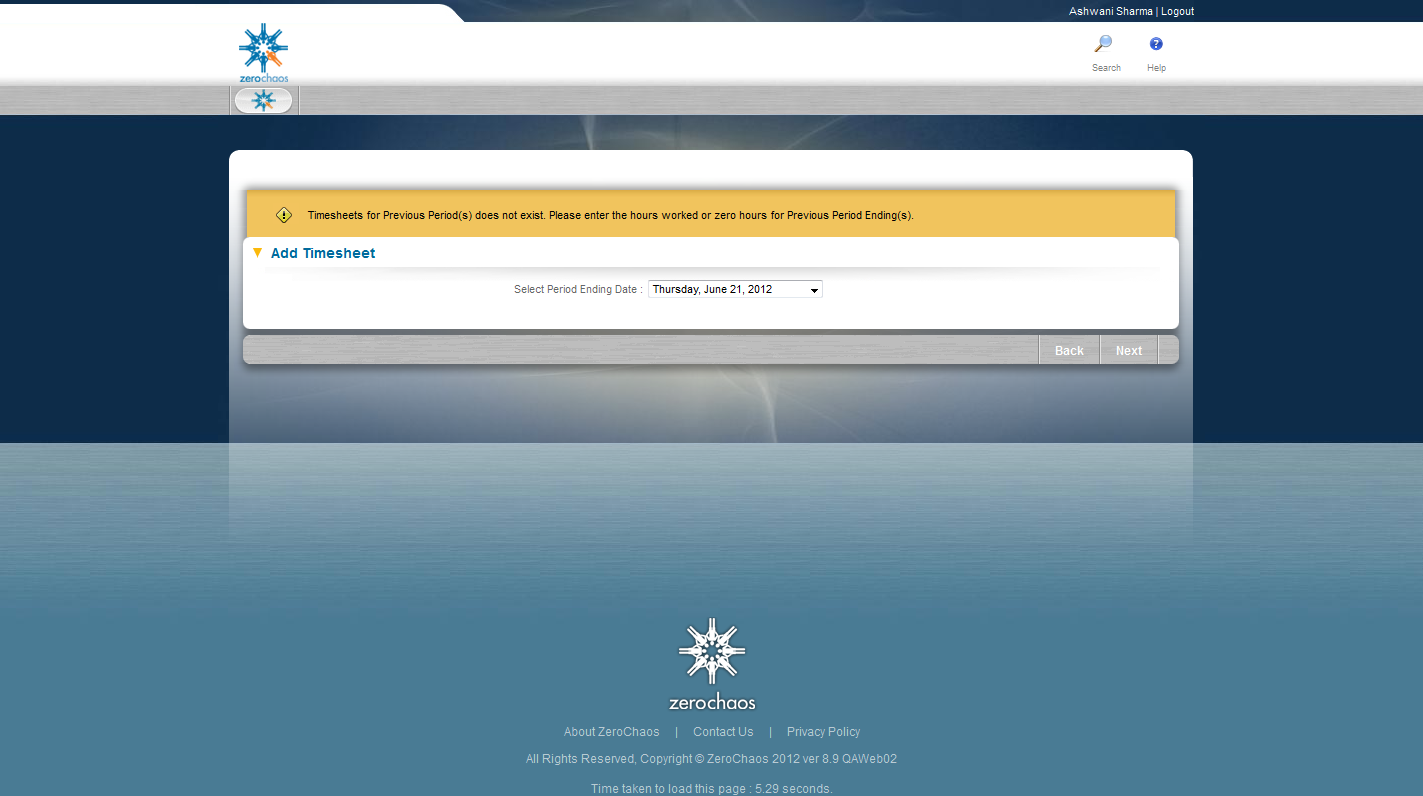 Ashwani Sharma | Logout
zerochaos
Search
Help
Timesheets for Previous Period(s) does not exist. Please enter the hours worked or zero hours for Previous Period Ending(s).
Add Timesheet
Select Period Ending Date : Thursday, June 21, 2012
Back
Next
zerochaos
About ZeroChaos | Contact Us | Privacy Policy
All Rights Reserved, Copyright © ZeroChaos 2012 ver 8.9 QAWeb02
Time taken to load this page : 5.29 seconds.